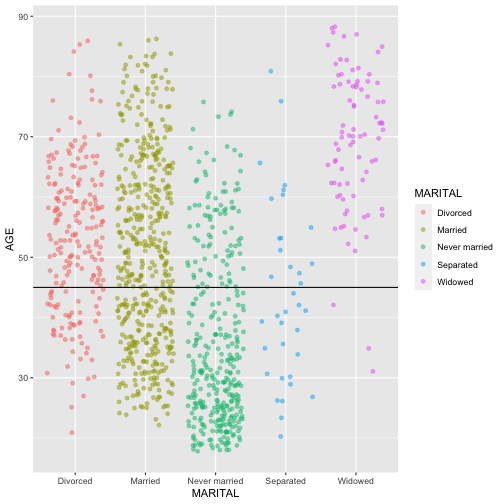 90
70
50
30
AGE
Divorced Married Never married Separated Widowed
MARITAL
MARITAL
Divorced
Married
Never married
Separated
Widowed